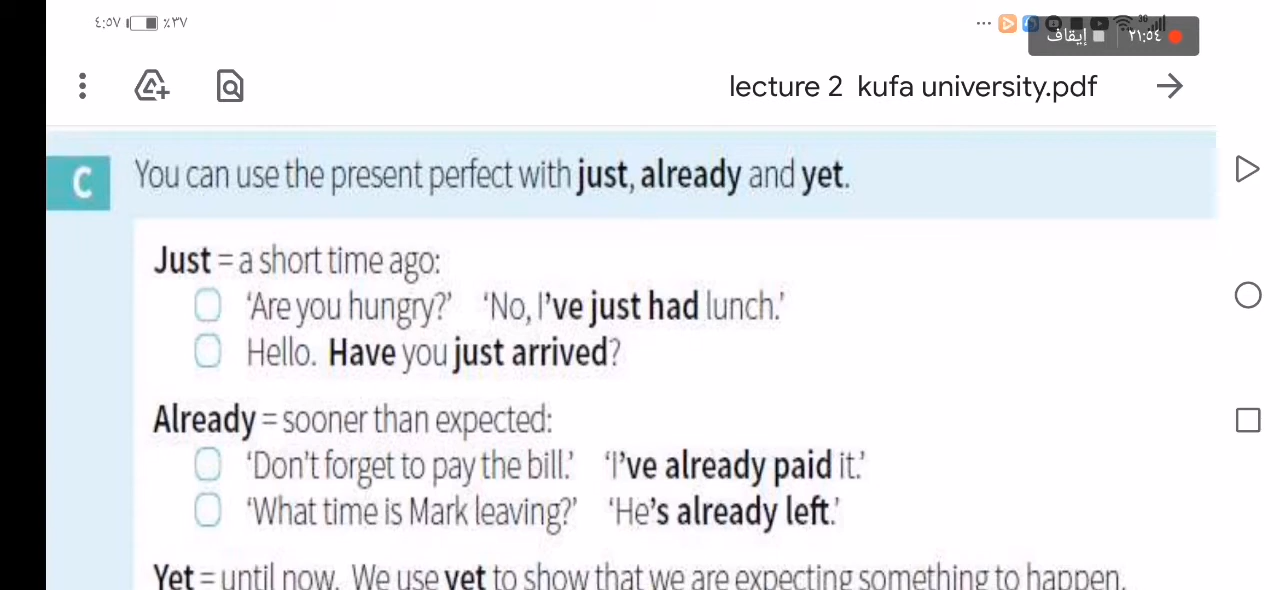 ٤:٥٧ ٪٣٧
... 3G
إيقاف ٢١:٥٤
lecture 2 kufa university.pdf
C You can use the present perfect with just, already and yet.
Just = a short time ago:
‘Are you hungry?’ ‘No, I’ve just had lunch.’
Hello. Have you just arrived?
Already = sooner than expected:
‘Don’t forget to pay the bill.’ ‘I’ve already paid it.’
‘What time is Mark leaving?’ ‘He’s already left.’
Yet = until now. We use yet to show that we are expecting something to happen.